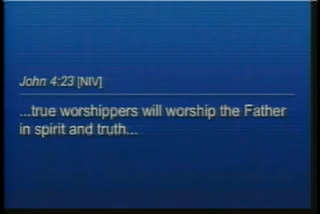 John 4:23 [NIV]
...true worshippers will worship the Father
in spirit and truth...